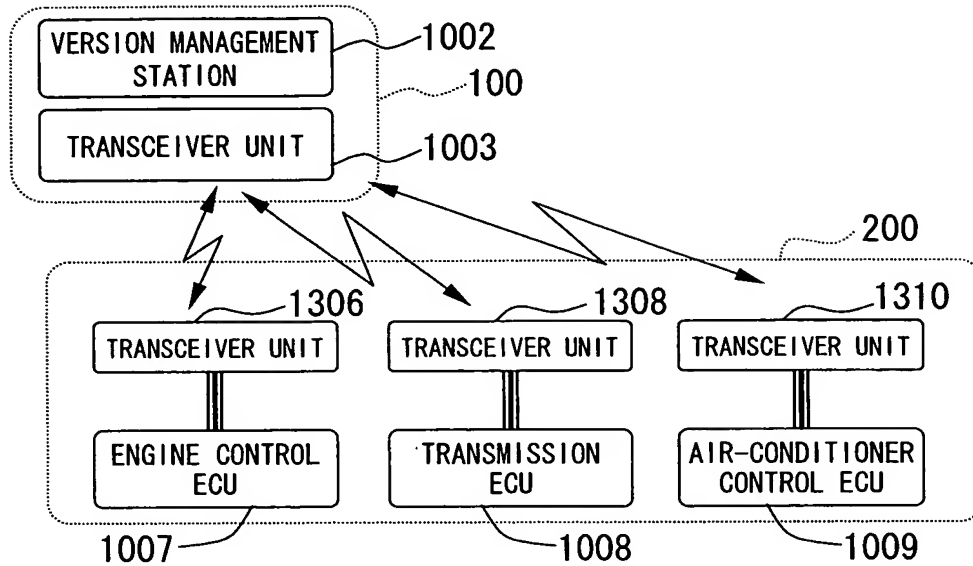 VERSION MANAGEMENT
STATION
1002
100
TRANSCEIVER UNIT
1003
200
1306
1308
1310
TRANSCEIVER UNIT
TRANSCEIVER UNIT
TRANSCEIVER UNIT
ENGINE CONTROL
ECU
TRANSMISSION
ECU
AIR-CONDITIONER
CONTROL ECU
1007
1008
1009